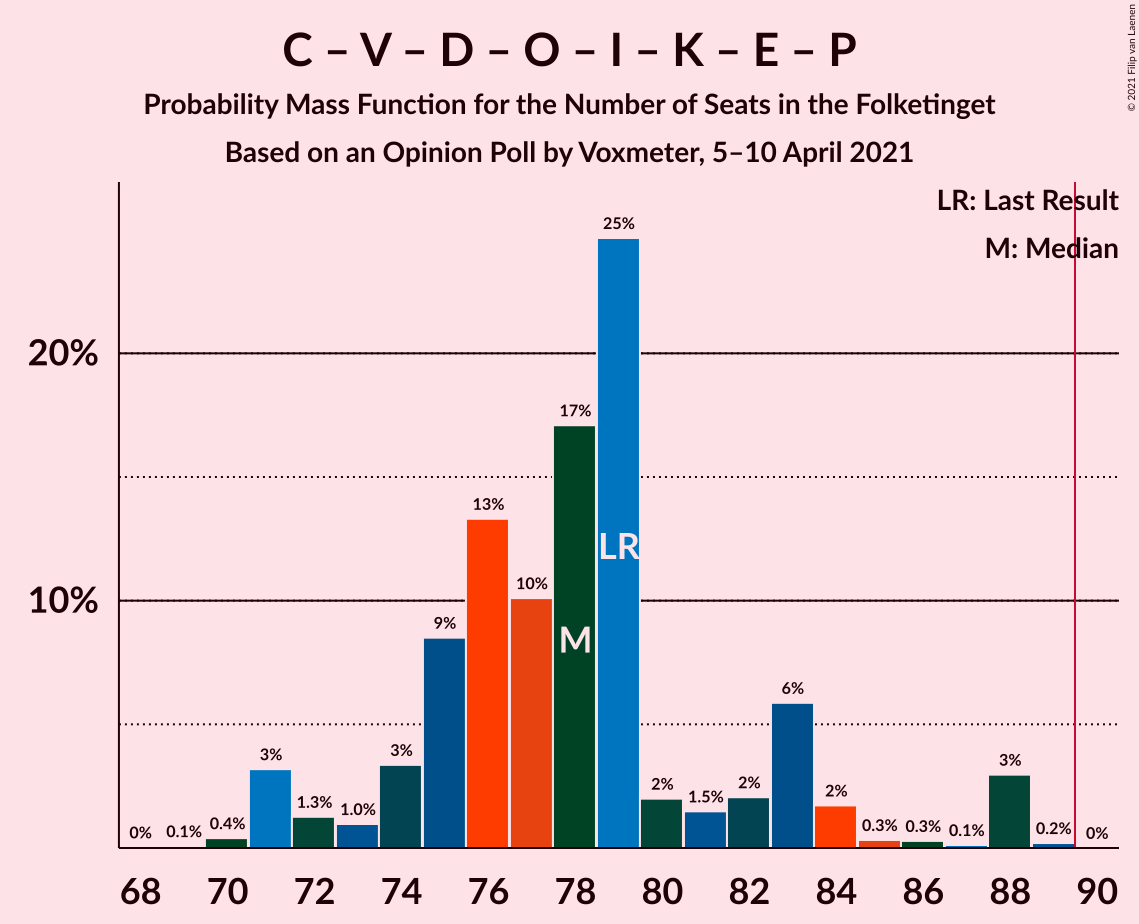 C – V – D – O – I – K – E – P
Probability Mass Function for the Number of Seats in the Folketinget
Based on an Opinion Poll by Voxmeter, 5–10 April 2021
© 2021 Filip van Laenen
LR: Last Result
M: Median
20%
10%
0%
0.1%
0.4%
3%
1.3%
1.0%
3%
9%
13%
10%
17%
25%
2%
1.5%
2%
6%
2%
0.3%
0.3%
0.1%
3%
0.2%
0%
M
LR
68 70 72 74 76 78 80 82 84 86 88 90